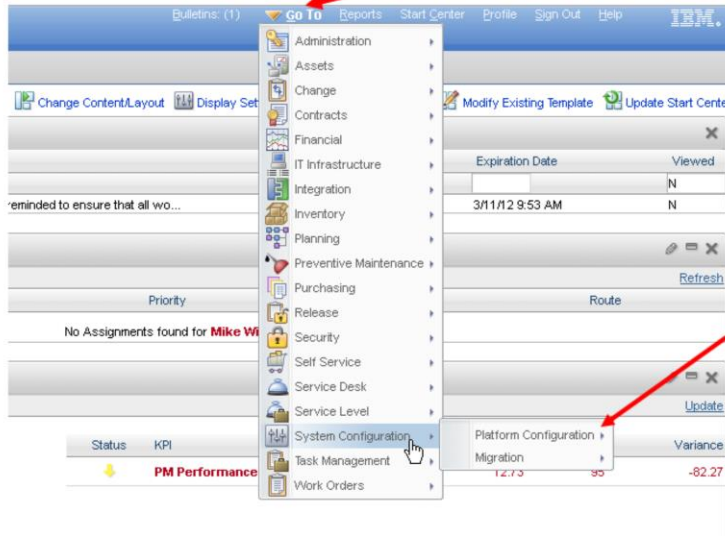 Bulletins: (1) Go To Reports Start Center Profile Sign Out Help IBM.
Administration
Assets
Change Content/Layout Display Set Change Modify Existing Template Update Start Cente
Contracts
Financial
IT Infrastructure Expiration Date Viewed
Integration N
reminded to ensure that all wo... Inventory 3/11/12 9:53 AM N
Planning
Preventive Maintenance
Purchasing Refresh
Priority Release Route
No Assignments found for Mike Wi Security
Self Service
Service Desk
Service Level Update
System Configuration Platform Configuration
Status KPI Variance
Task Management Migration
PM Performance 12.73 95 -82.27
Work Orders